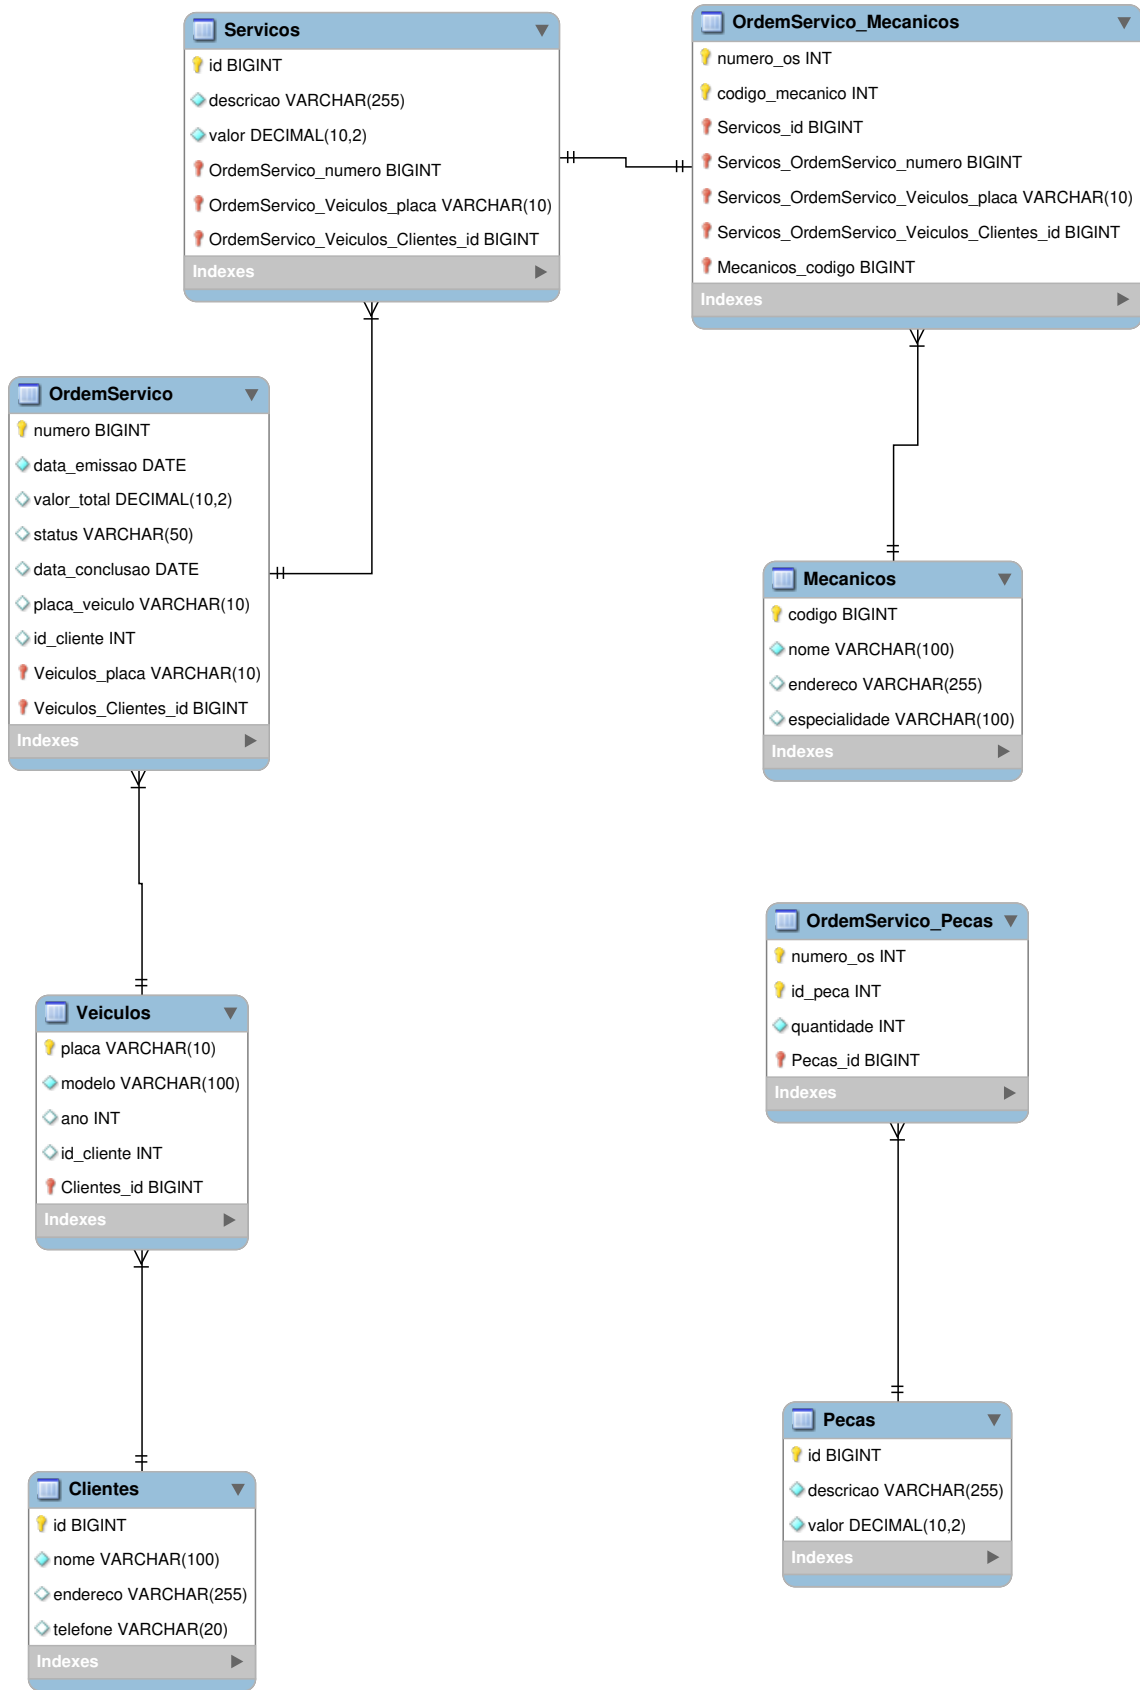 Servicos
id BIGINT
descricao VARCHAR(255)
valor DECIMAL(10,2)
OrdemServico_numero BIGINT
OrdemServico_Veiculos_placa VARCHAR(10)
OrdemServico_Veiculos_Clientes_id BIGINT
Indexes
OrdemServico_Mecanicos
numero_os INT
codigo_mecanico INT
Servicos_id BIGINT
Servicos_OrdemServico_numero BIGINT
Servicos_OrdemServico_Veiculos_placa VARCHAR(10)
Servicos_OrdemServico_Veiculos_Clientes_id BIGINT
Mecanicos_codigo BIGINT
Indexes
OrdemServico
numero BIGINT
data_emissao DATE
valor_total DECIMAL(10,2)
status VARCHAR(50)
data_conclusao DATE
placa_veiculo VARCHAR(10)
id_cliente INT
Veiculos_placa VARCHAR(10)
Veiculos_Clientes_id BIGINT
Indexes
Mecanicos
codigo BIGINT
nome VARCHAR(100)
endereco VARCHAR(255)
especialidade VARCHAR(100)
Indexes
OrdemServico_Pecas
numero_os INT
id_peca INT
quantidade INT
Pecas_id BIGINT
Indexes
Veiculos
placa VARCHAR(10)
modelo VARCHAR(100)
ano INT
id_cliente INT
Clientes_id BIGINT
Indexes
Pecas
id BIGINT
descricao VARCHAR(255)
valor DECIMAL(10,2)
Indexes
Clientes
id BIGINT
nome VARCHAR(100)
endereco VARCHAR(255)
telefone VARCHAR(20)
Indexes